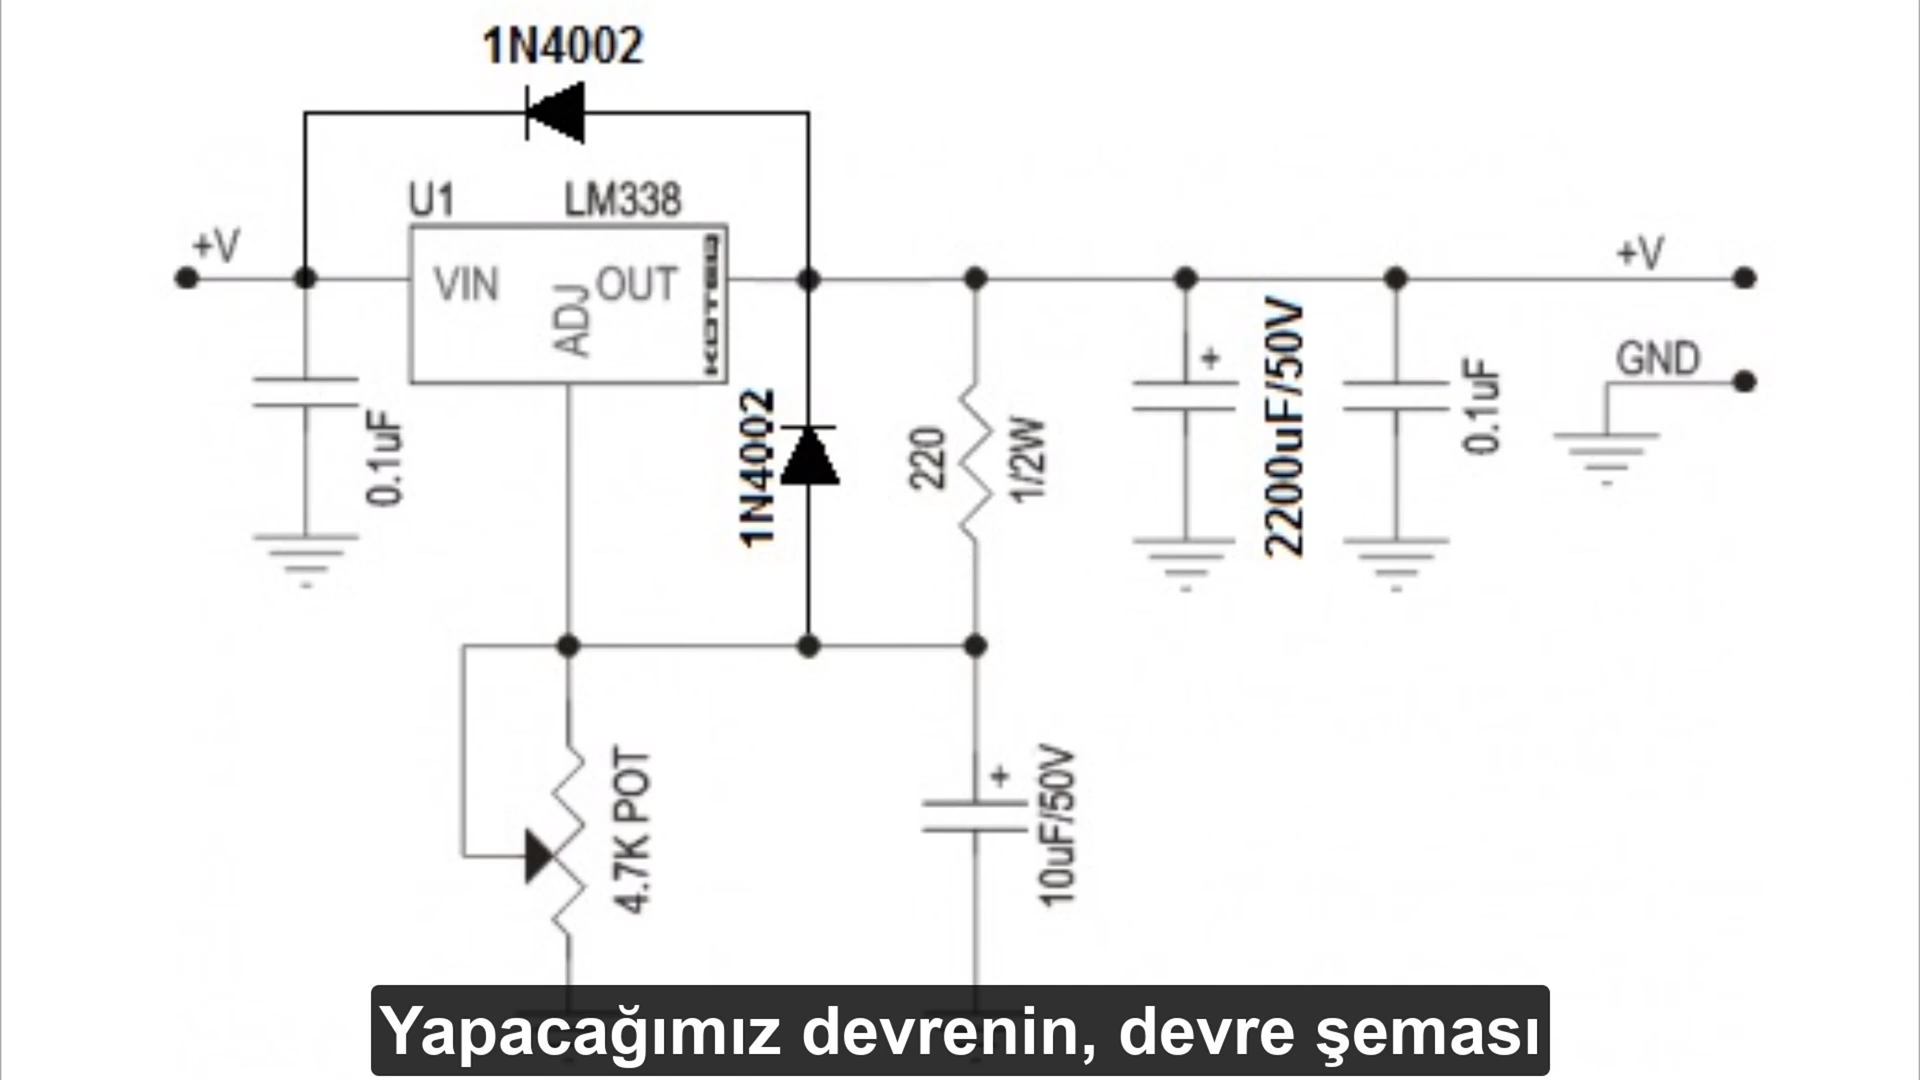 1N4002
U1 LM338
+V
VIN
ADJ
OUT
0.1uF
1N4002
220
1/2W
+
2200uF/50V
0.1uF
+V
GND
4.7K POT
+
10uF/50V
Yapacağımız devrenin, devre şeması